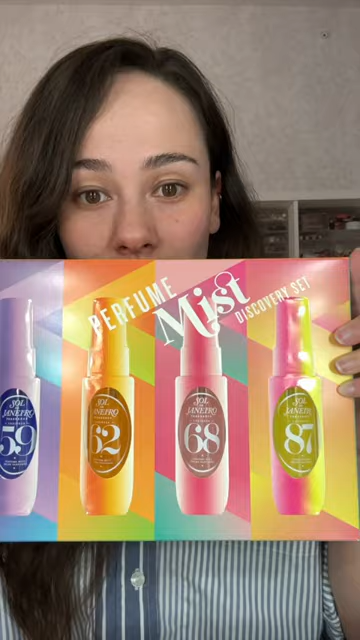 PERFUME
Mist
DISCOVERY SET
SOL
DE
JANEIRO
59
SOL
DE
JANEIRO
62
SOL
DE
JANEIRO
68
SOL
DE
JANEIRO
87